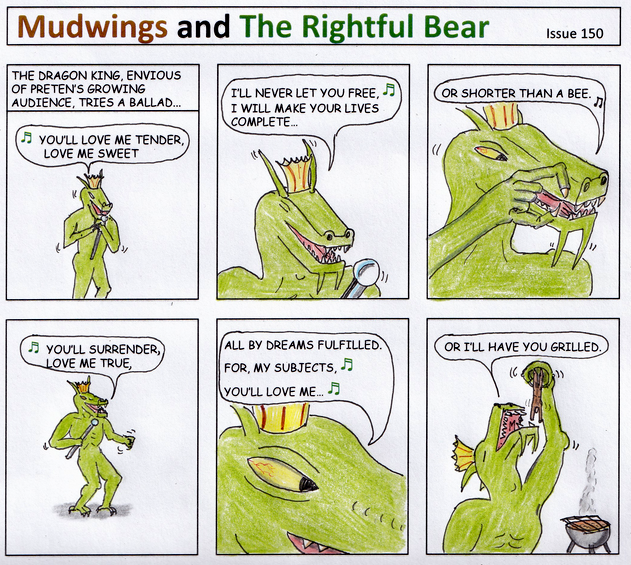 Mudwings and The Rightful Bear
Issue 150
THE DRAGON KING, ENVIOUS
OF PRETEN'S GROWING
AUDIENCE, TRIES A BALLAD...
YOU'LL LOVE ME TENDER,
LOVE ME SWEET
I'LL NEVER LET YOU FREE,
I WILL MAKE YOUR LIVES
COMPLETE...
OR SHORTER THAN A BEE.
YOU'LL SURRENDER,
LOVE ME TRUE,
ALL BY DREAMS FULFILLED.
FOR, MY SUBJECTS,
YOU'LL LOVE ME...
OR I'LL HAVE YOU GRILLED.